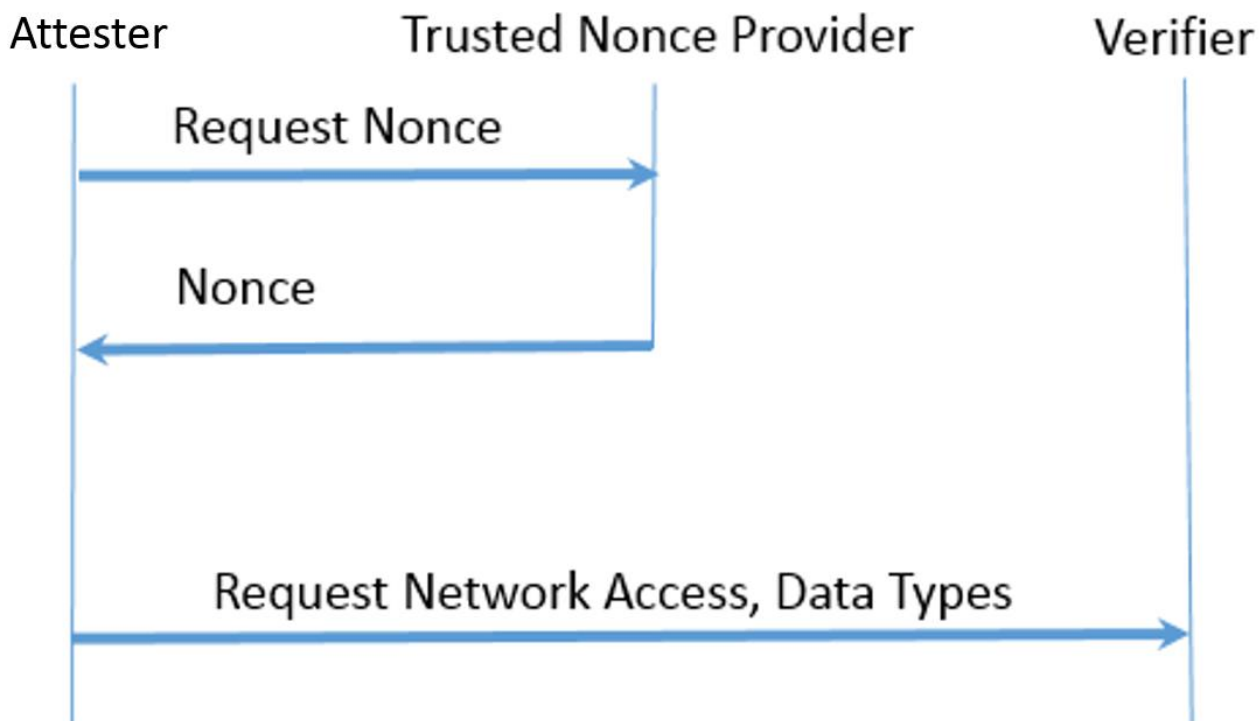 Attester Trusted Nonce Provider Verifier
Request Nonce
Nonce
Request Network Access, Data Types